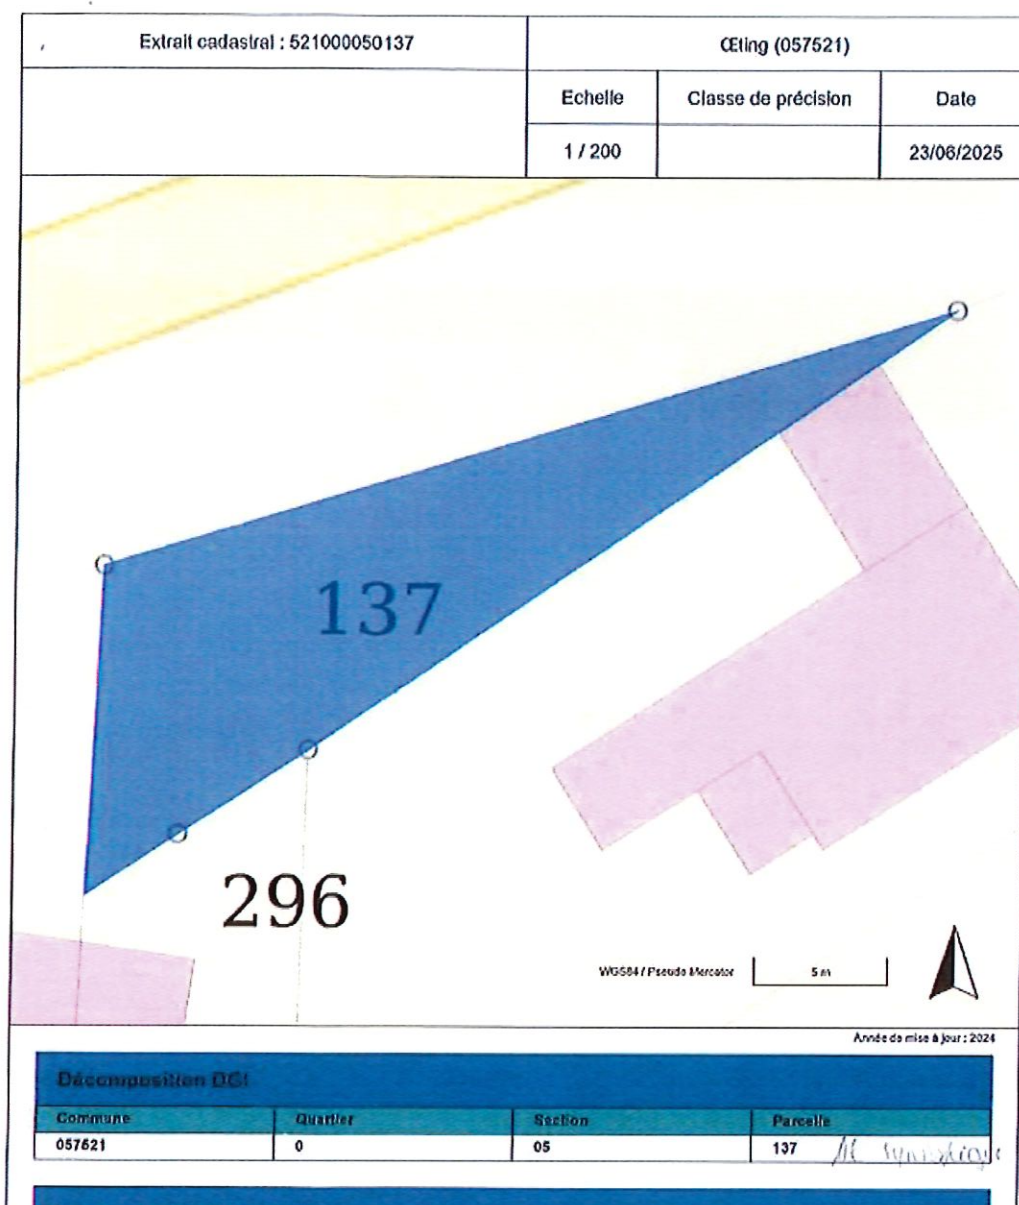 Extrait cadastral : 521000050137
Œting (057521)
Echelle
Classe de précision
Date
1 / 200
23/06/2025
137
296
WGS84 / Pseudo Mercator
5 m
Année de mise à jour : 2024
Décomposition DGI
Commune
Quartier
Section
Parcelle
057521
0
05
137